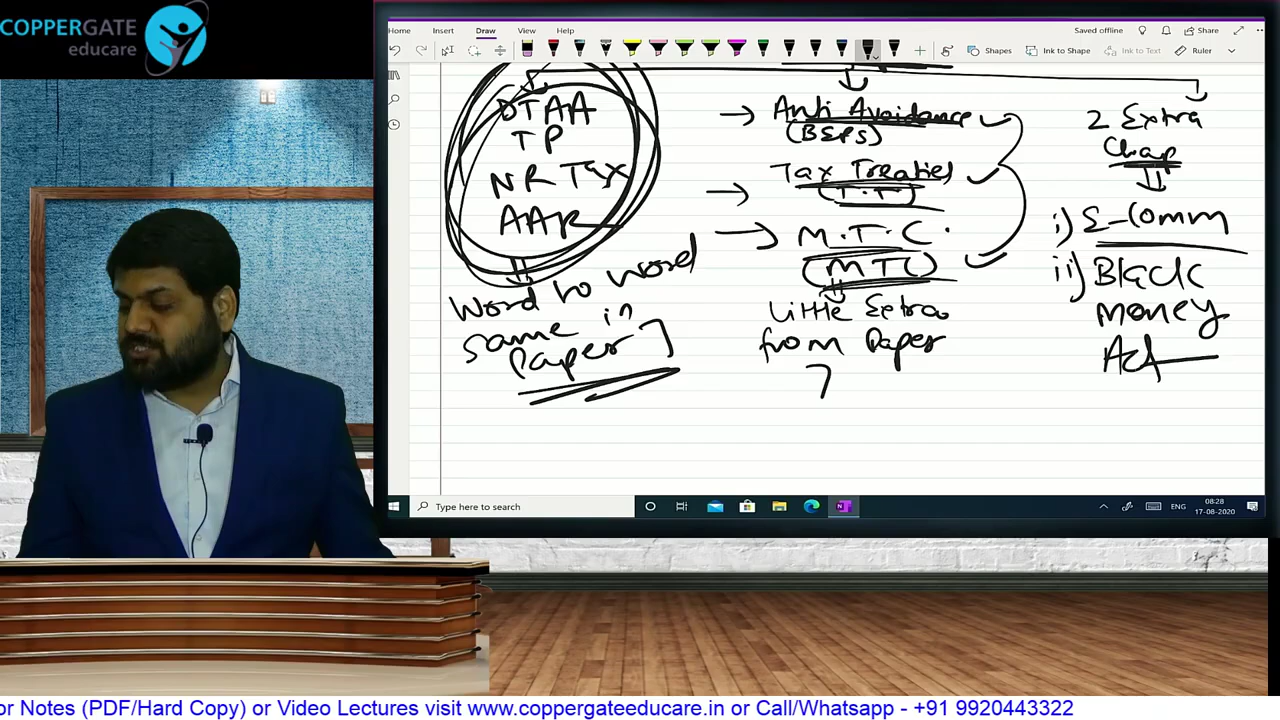 COPPERGATE
educare
Home Insert Draw View Help
Saved offline
Share
Shapes
Ink to Shape
Ink to Text
Ruler
DTAA
TP
NR Tax
AAR
Word to word
same in
Paper
Anti Avoidance
(BEPS)
Tax Treaties
(T.T)
M.T.C.
(MTC)
Little Extra
from Paper
7
2 Extra
Chap
i) E-Comm
ii) Black
money
Act
Type here to search
ENG
08:28
17-08-2020
or Notes (PDF/Hard Copy) or Video Lectures visit www.coppergateeducare.in or Call/Whatsapp - +91 9920443322